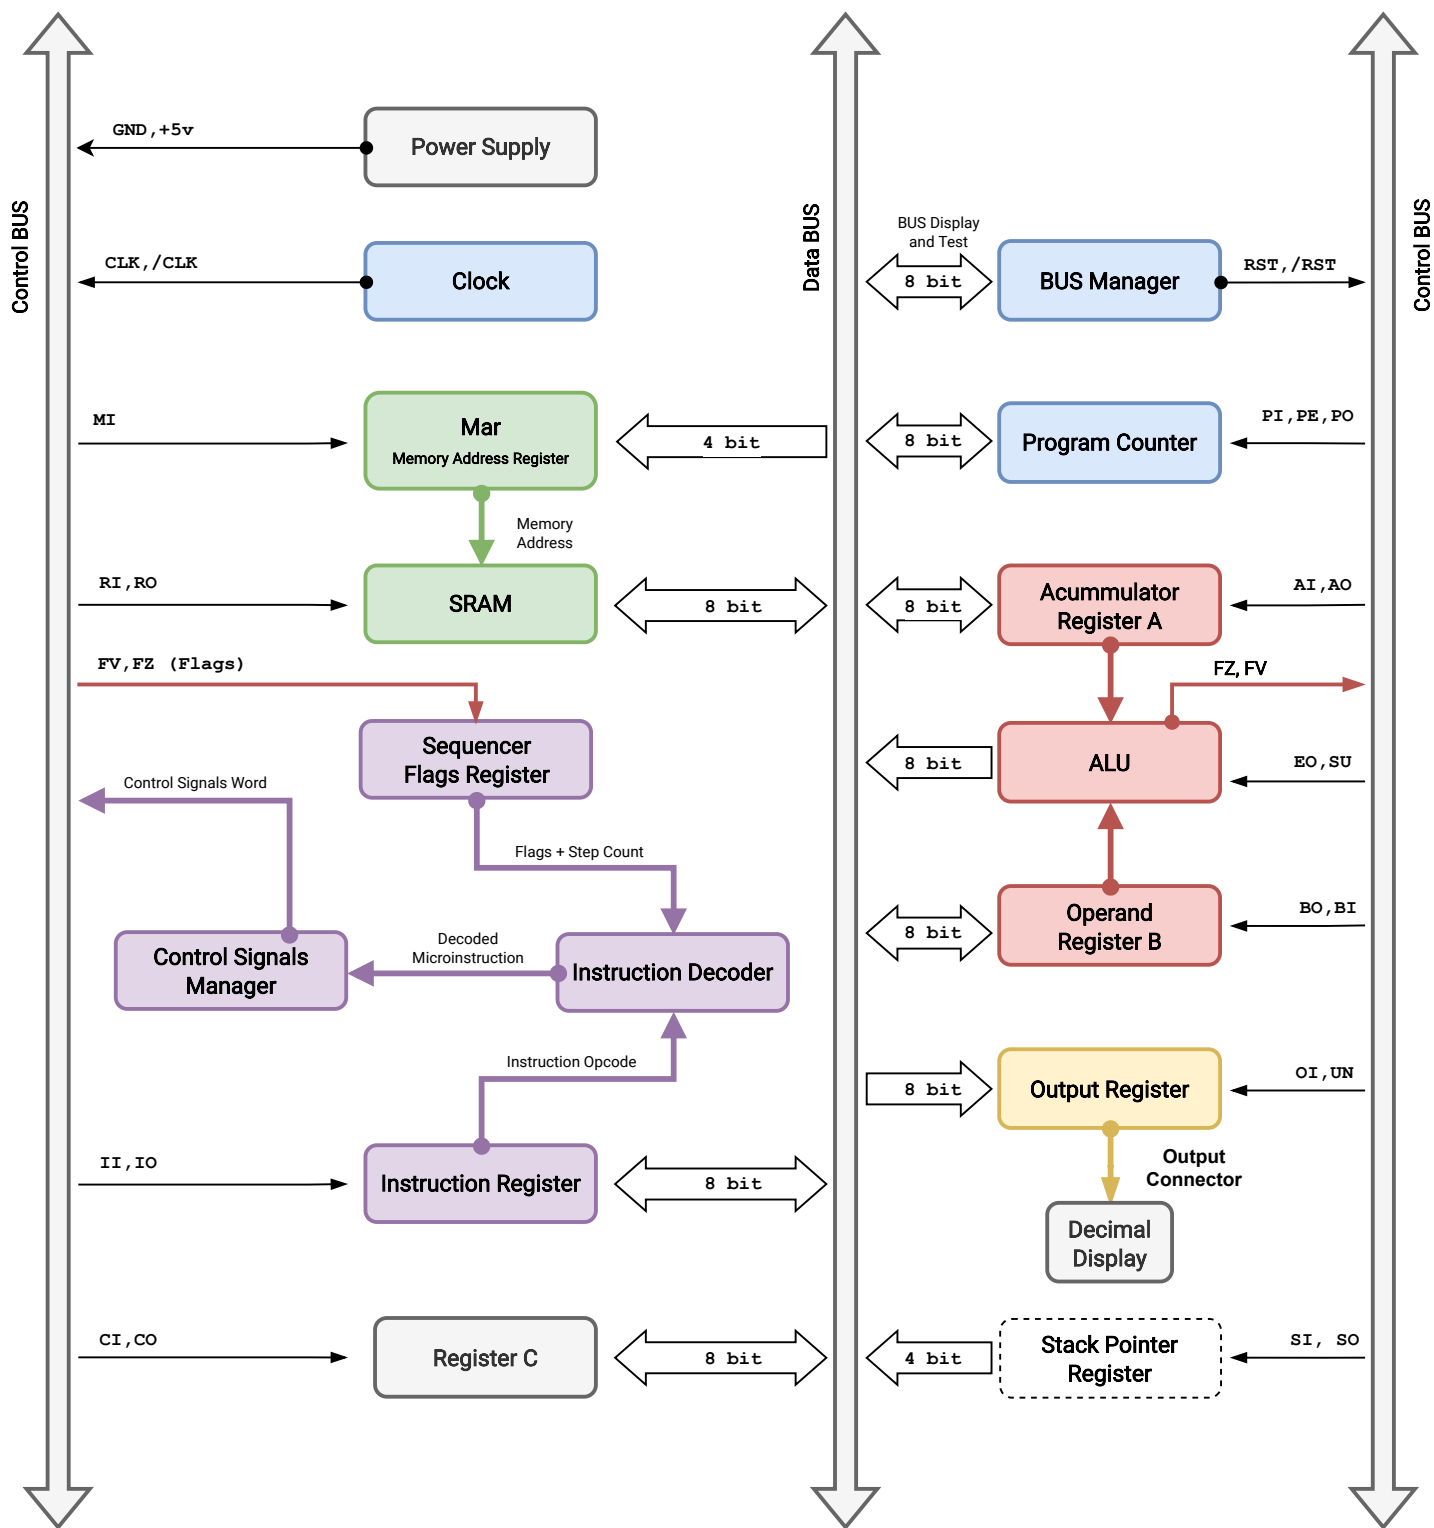 GND,+5v
Power Supply
Control BUS
Data BUS
Control BUS
BUS Display
and Test
CLK,/CLK
Clock
8 bit
BUS Manager
RST,/RST
MI
Mar
Memory Address Register
4 bit
8 bit
Program Counter
PI,PE,PO
Memory
Address
RI,RO
SRAM
8 bit
8 bit
Acummulator
Register A
AI,AO
FV,FZ (Flags)
FZ, FV
Sequencer
Flags Register
8 bit
ALU
EO,SU
Control Signals Word
Flags + Step Count
Control Signals
Manager
Decoded
Microinstruction
Instruction Decoder
8 bit
Operand
Register B
BO,BI
Instruction Opcode
8 bit
Output Register
OI,UN
Output
Connector
II,IO
Instruction Register
8 bit
Decimal
Display
CI,CO
Register C
8 bit
4 bit
Stack Pointer
Register
SI, SO